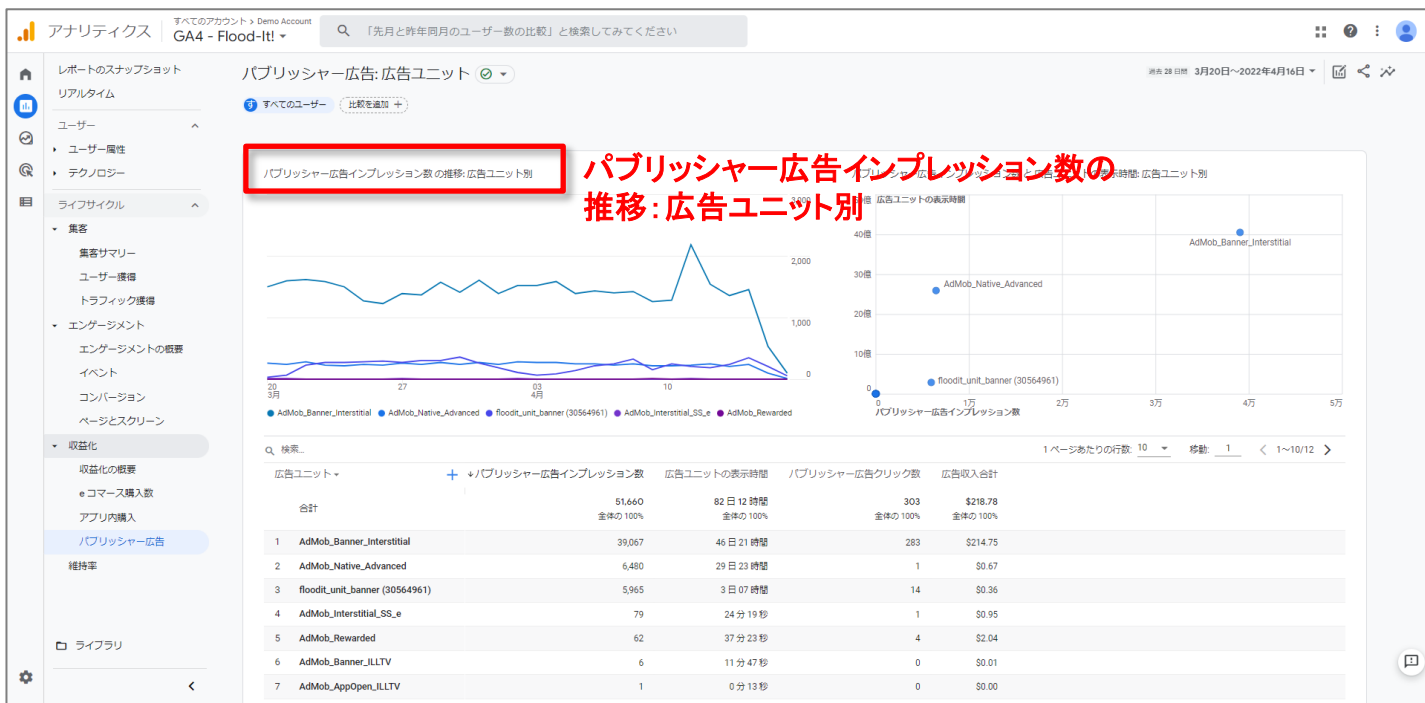 アナリティクス
すべてのアカウント > Demo Account
GA4 - Flood-It!
「先月と昨年同月のユーザー数の比較」と検索してみてください
レポートのスナップショット
リアルタイム
ユーザー
ユーザー属性
テクノロジー
ライフサイクル
集客
集客サマリー
ユーザー獲得
トラフィック獲得
エンゲージメント
エンゲージメントの概要
イベント
コンバージョン
ページとスクリーン
収益化
収益化の概要
e コマース購入数
アプリ内購入
パブリッシャー広告
維持率
ライブラリ
パブリッシャー広告: 広告ユニット
過去 28 日間 3月20日～2022年4月16日
す すべてのユーザー 比較を追加 +
パブリッシャー広告インプレッション数 の推移: 広告ユニット別
パブリッシャー広告インプレッション数の
推移：広告ユニット別
3,000
2,000
1,000
0
20 27 03 10
3月 4月
AdMob_Banner_Interstitial AdMob_Native_Advanced floodit_unit_banner (30564961) AdMob_Interstitial_SS_e AdMob_Rewarded
広告ユニットの表示時間: 広告ユニット別
広告ユニットの表示時間
40億
30億
20億
10億
0
AdMob_Banner_Interstitial
AdMob_Native_Advanced
floodit_unit_banner (30564961)
0 1万 2万 3万 4万 5万
パブリッシャー広告インプレッション数
検索...
1 ページあたりの行数: 10 移動: 1 < 1～10/12 >
広告ユニット + ↓パブリッシャー広告インプレッション数 広告ユニットの表示時間 パブリッシャー広告クリック数 広告収入合計
合計 51,660 82 日 12 時間 303 $218.78
全体の 100% 全体の 100% 全体の 100% 全体の 100%
1 AdMob_Banner_Interstitial 39,067 46 日 21 時間 283 $214.75
2 AdMob_Native_Advanced 6,480 29 日 23 時間 1 $0.67
3 floodit_unit_banner (30564961) 5,965 3 日 07 時間 14 $0.36
4 AdMob_Interstitial_SS_e 79 24 分 19 秒 1 $0.95
5 AdMob_Rewarded 62 37 分 23 秒 4 $2.04
6 AdMob_Banner_ILLTV 6 11 分 47 秒 0 $0.01
7 AdMob_AppOpen_ILLTV 1 0 分 13 秒 0 $0.00